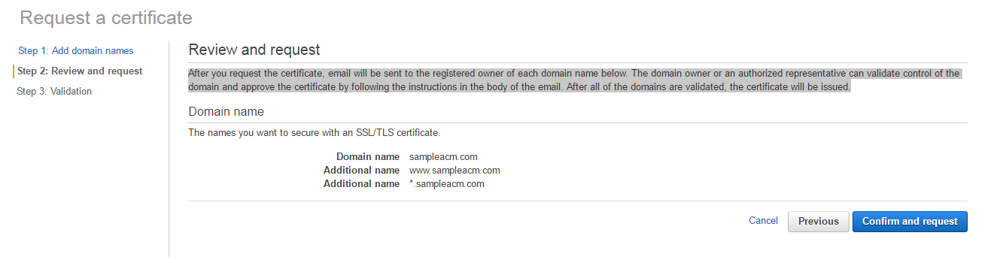 Request a certificate
Step 1: Add domain names
Step 2: Review and request
Step 3: Validation
Review and request
After you request the certificate, email will be sent to the registered owner of each domain name below. The domain owner or an authorized representative can validate control of the
domain and approve the certificate by following the instructions in the body of the email. After all of the domains are validated, the certificate will be issued.
Domain name
The names you want to secure with an SSL/TLS certificate.
Domain name sampleacm.com
Additional name www.sampleacm.com
Additional name *.sampleacm.com
Cancel Previous Confirm and request